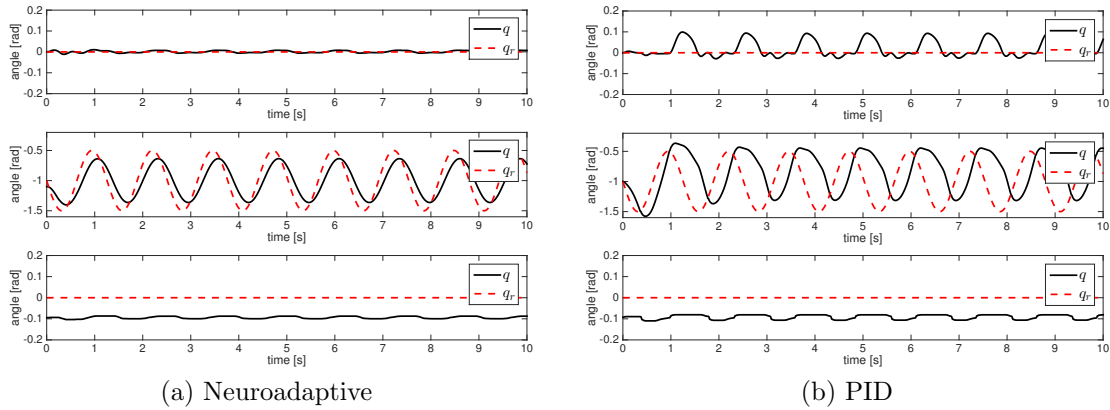 0.2
0.1
0
-0.1
-0.2
angle [rad]
0 1 2 3 4 5 6 7 8 9 10
time [s]
q
q_r
-0.5
-1
-1.5
angle [rad]
0 1 2 3 4 5 6 7 8 9 10
time [s]
q
q_r
0.2
0.1
0
-0.1
-0.2
angle [rad]
0 1 2 3 4 5 6 7 8 9 10
time [s]
q
q_r
(a) Neuroadaptive
0.2
0.1
0
-0.1
-0.2
angle [rad]
0 1 2 3 4 5 6 7 8 9 10
time [s]
q
q_r
-0.5
-1
-1.5
angle [rad]
0 1 2 3 4 5 6 7 8 9 10
time [s]
q
q_r
0.2
0.1
0
-0.1
-0.2
angle [rad]
0 1 2 3 4 5 6 7 8 9 10
time [s]
q
q_r
(b) PID